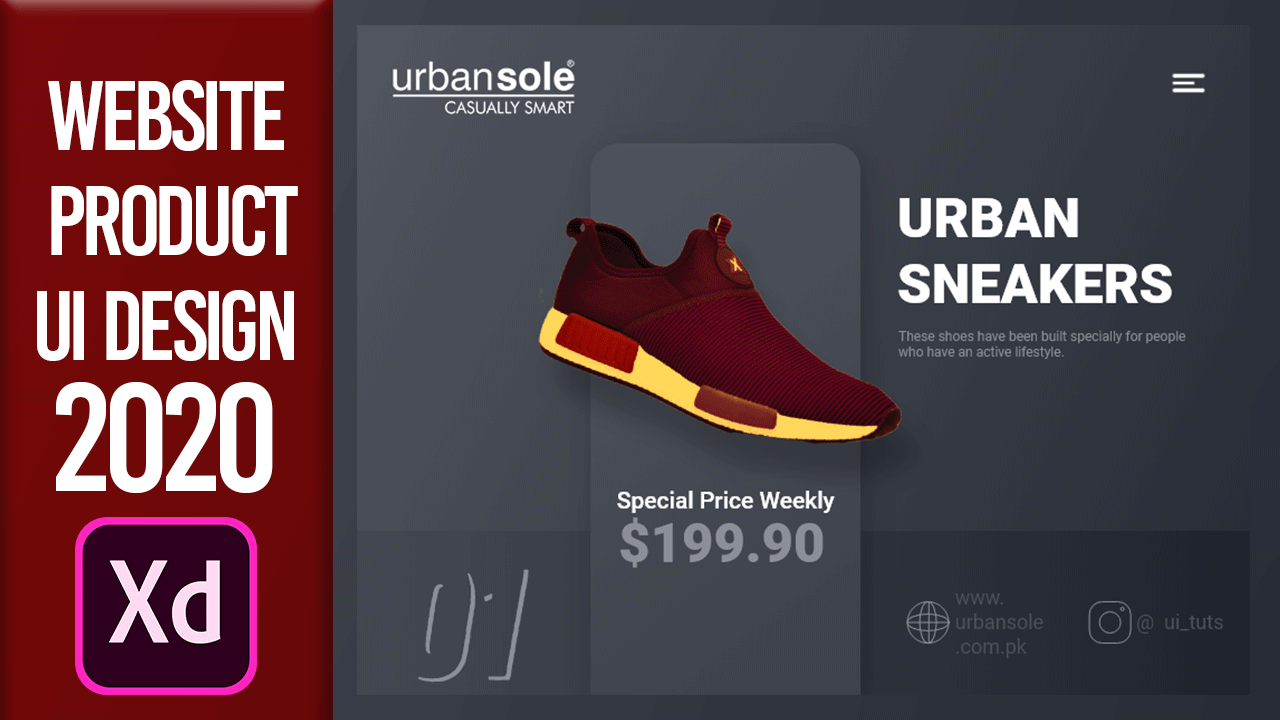 WEBSITE
PRODUCT
UI DESIGN
2020
Xd
urbansole®
CASUALLY SMART
URBAN
SNEAKERS
These shoes have been built specially for people
who have an active lifestyle.
X
Special Price Weekly
$199.90
01
www.
urbansole
.com.pk
@ ui_tuts